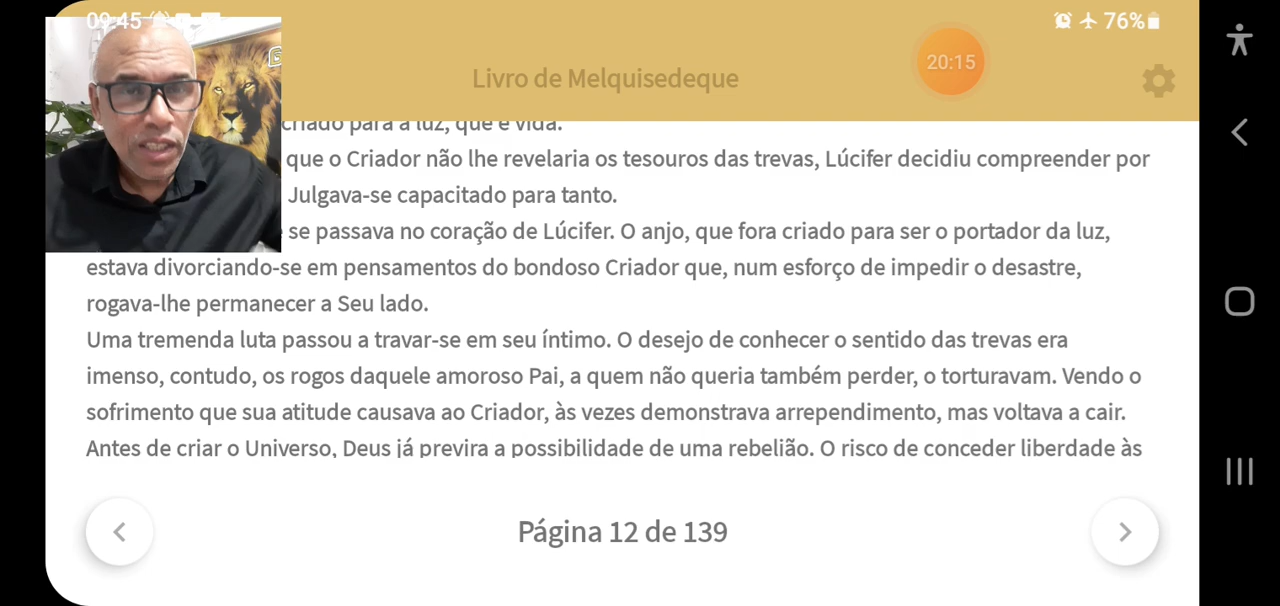 09:45
76%
20:15
Livro de Melquisedeque
criado para a luz, que é vida.
que o Criador não lhe revelaria os tesouros das trevas, Lúcifer decidiu compreender por
Julgava-se capacitado para tanto.
se passava no coração de Lúcifer. O anjo, que fora criado para ser o portador da luz,
estava divorciando-se em pensamentos do bondoso Criador que, num esforço de impedir o desastre,
rogava-lhe permanecer a Seu lado.
Uma tremenda luta passou a travar-se em seu íntimo. O desejo de conhecer o sentido das trevas era
imenso, contudo, os rogos daquele amoroso Pai, a quem não queria também perder, o torturavam. Vendo o
sofrimento que sua atitude causava ao Criador, às vezes demonstrava arrependimento, mas voltava a cair.
Antes de criar o Universo, Deus já previra a possibilidade de uma rebelião. O risco de conceder liberdade às
Página 12 de 139